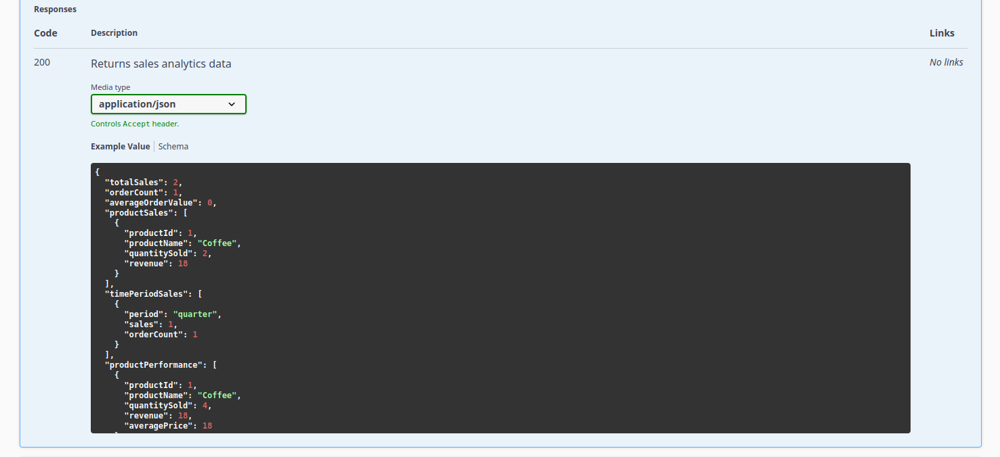 Responses
Code Description Links
200 Returns sales analytics data No links
Media type
application/json
Controls Accept header.
Example Value Schema
{
  "totalSales": 2,
  "orderCount": 1,
  "averageOrderValue": 0,
  "productSales": [
    {
      "productId": 1,
      "productName": "Coffee",
      "quantitySold": 2,
      "revenue": 18
    }
  ],
  "timePeriodSales": [
    {
      "period": "quarter",
      "sales": 1,
      "orderCount": 1
    }
  ],
  "productPerformance": [
    {
      "productId": 1,
      "productName": "Coffee",
      "quantitySold": 4,
      "revenue": 18,
      "averagePrice": 18